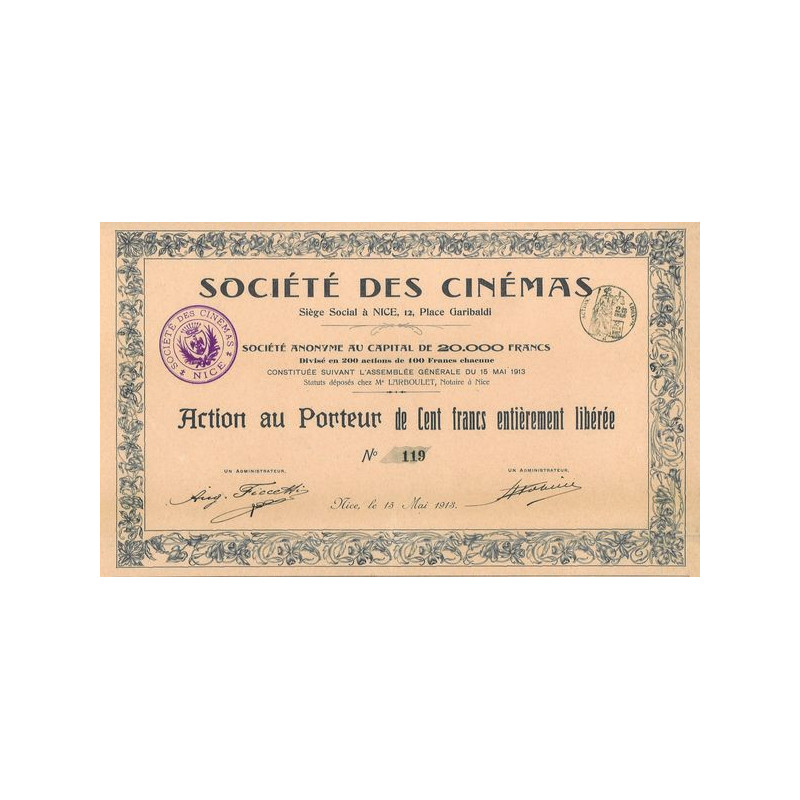 SOCIÉTÉ DES CINÉMAS
Siège Social à NICE, 12, Place Garibaldi
SOCIÉTÉ DES CINÉMAS
NICE
SOCIÉTÉ ANONYME AU CAPITAL DE 20.000 FRANCS
Divisé en 200 actions de 100 Francs chacune
CONSTITUÉE SUIVANT L'ASSEMBLÉE GÉNÉRALE DU 15 MAI 1913
Statuts déposés chez Me LARBOULET, Notaire à Nice
Action au Porteur de Cent francs entièrement libérée
No 119
UN ADMINISTRATEUR,
UN ADMINISTRATEUR,
Nice, le 15 Mai 1913.